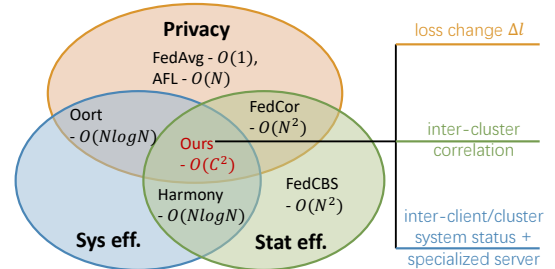 Privacy
FedAvg - O(1),
AFL - O(N)
Oort
- O(NlogN)
FedCor
- O(N²)
Ours
- O(C²)
Harmony
- O(NlogN)
FedCBS
- O(N²)
Sys eff.
Stat eff.
loss change Δl
inter-cluster
correlation
inter-client/cluster
system status +
specialized server